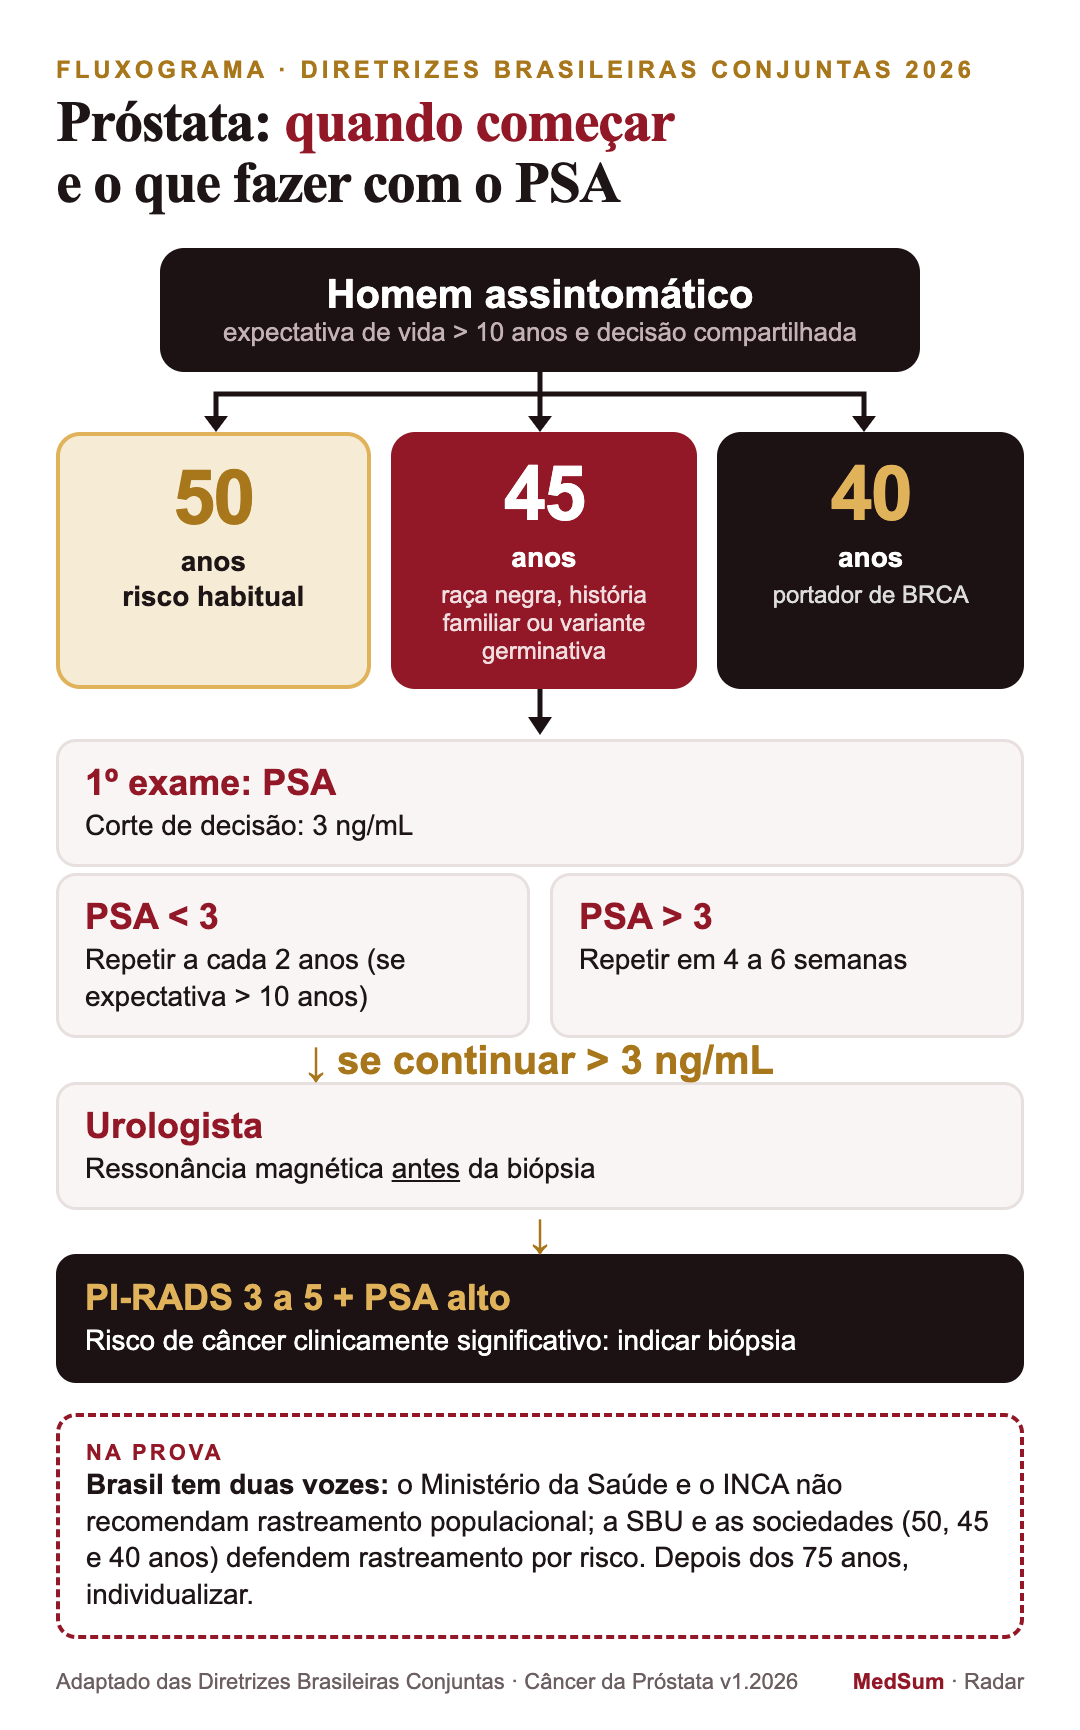 FLUXOGRAMA · DIRETRIZES BRASILEIRAS CONJUNTAS 2026
Próstata: quando começar
e o que fazer com o PSA
Homem assintomático
expectativa de vida > 10 anos e decisão compartilhada
50
anos
risco habitual
45
anos
raça negra, história
familiar ou variante
germinativa
40
anos
portador de BRCA
1º exame: PSA
Corte de decisão: 3 ng/mL
PSA < 3
Repetir a cada 2 anos (se
expectativa > 10 anos)
PSA > 3
Repetir em 4 a 6 semanas
↓ se continuar > 3 ng/mL
Urologista
Ressonância magnética antes da biópsia
↓
PI-RADS 3 a 5 + PSA alto
Risco de câncer clinicamente significativo: indicar biópsia
NA PROVA
Brasil tem duas vozes: o Ministério da Saúde e o INCA não
recomendam rastreamento populacional; a SBU e as sociedades (50, 45
e 40 anos) defendem rastreamento por risco. Depois dos 75 anos,
individualizar.
Adaptado das Diretrizes Brasileiras Conjuntas · Câncer da Próstata v1.2026
MedSum · Radar